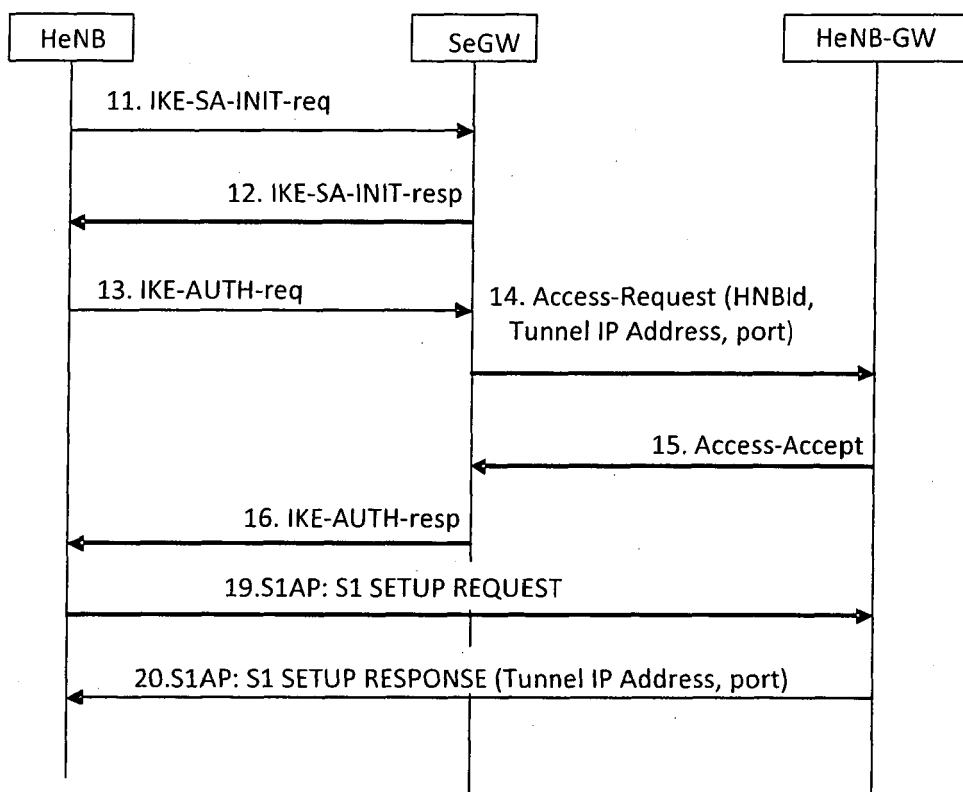 HeNB
SeGW
HeNB-GW
11. IKE-SA-INIT-req
12. IKE-SA-INIT-resp
13. IKE-AUTH-req
14. Access-Request (HNBId,
Tunnel IP Address, port)
15. Access-Accept
16. IKE-AUTH-resp
19.S1AP: S1 SETUP REQUEST
20.S1AP: S1 SETUP RESPONSE (Tunnel IP Address, port)